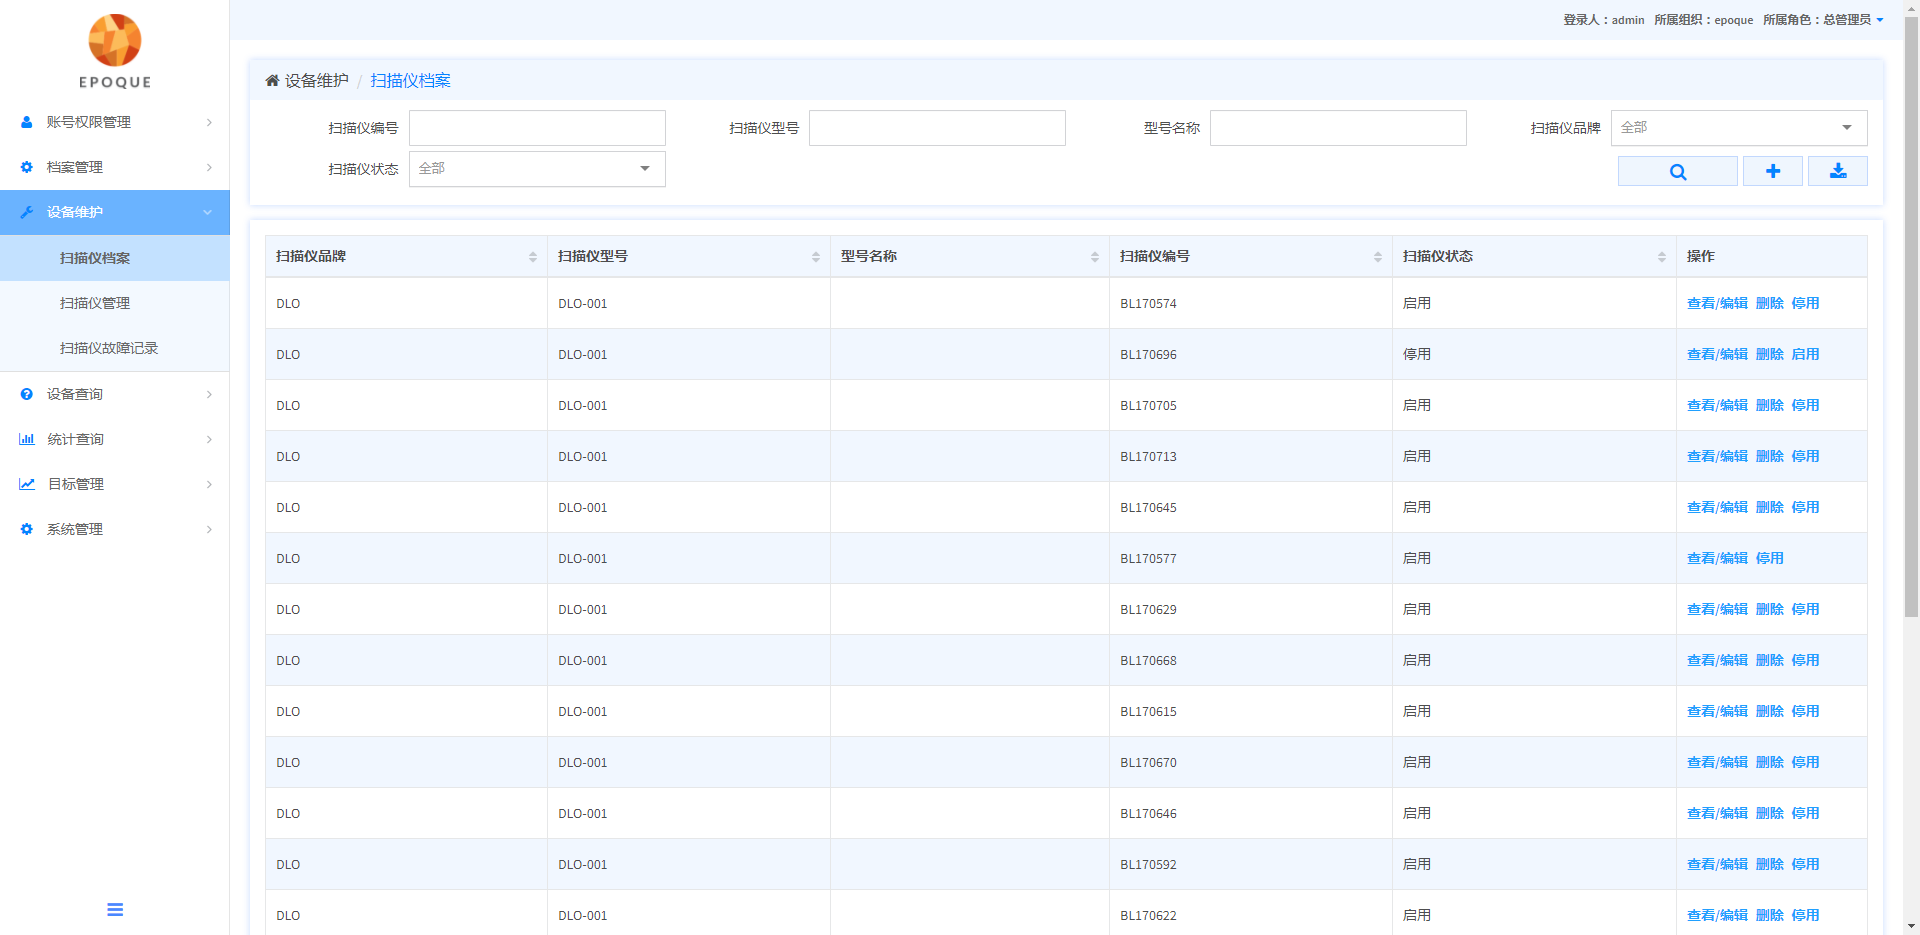 EPOQUE
登录人：admin 所属组织：epoque 所属角色：总管理员
账号权限管理
档案管理
设备维护
扫描仪档案
扫描仪管理
扫描仪故障记录
设备查询
统计查询
目标管理
系统管理
设备维护 / 扫描仪档案
扫描仪编号 扫描仪型号 型号名称 扫描仪品牌 全部
扫描仪状态 全部
扫描仪品牌 扫描仪型号 型号名称 扫描仪编号 扫描仪状态 操作
DLO DLO-001 BL170574 启用 查看/编辑 删除 停用
DLO DLO-001 BL170696 停用 查看/编辑 删除 启用
DLO DLO-001 BL170705 启用 查看/编辑 删除 停用
DLO DLO-001 BL170713 启用 查看/编辑 删除 停用
DLO DLO-001 BL170645 启用 查看/编辑 删除 停用
DLO DLO-001 BL170577 启用 查看/编辑 停用
DLO DLO-001 BL170629 启用 查看/编辑 删除 停用
DLO DLO-001 BL170668 启用 查看/编辑 删除 停用
DLO DLO-001 BL170615 启用 查看/编辑 删除 停用
DLO DLO-001 BL170670 启用 查看/编辑 删除 停用
DLO DLO-001 BL170646 启用 查看/编辑 删除 停用
DLO DLO-001 BL170592 启用 查看/编辑 删除 停用
DLO DLO-001 BL170622 启用 查看/编辑 删除 停用